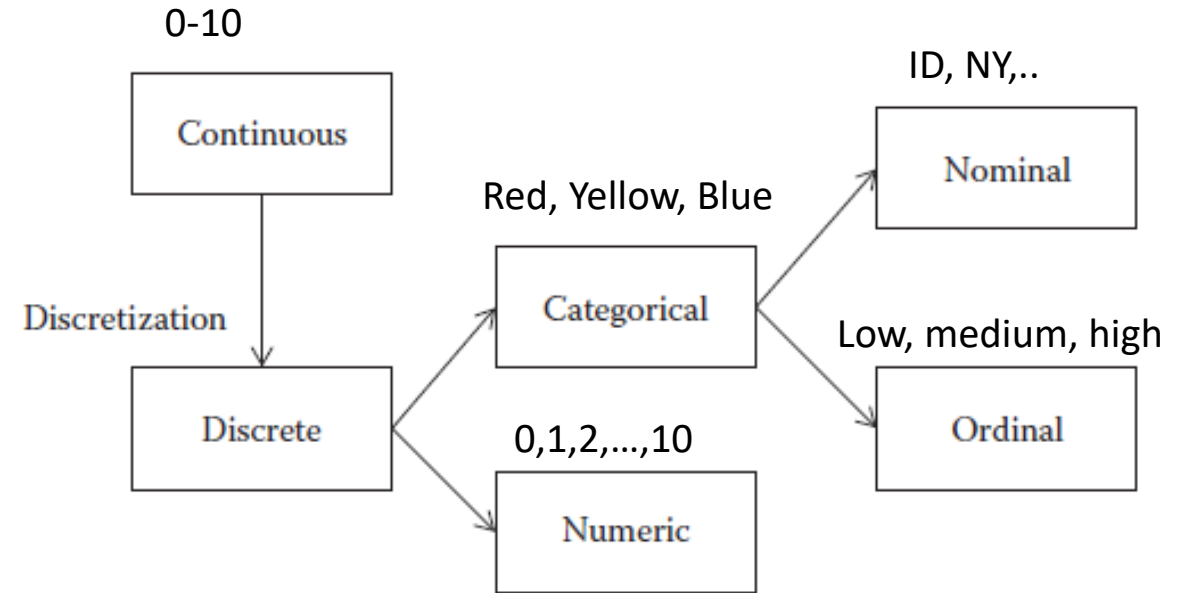 0-10
Continuous
Discretization
Discrete
Red, Yellow, Blue
Categorical
0,1,2,...,10
Numeric
ID, NY,..
Nominal
Low, medium, high
Ordinal